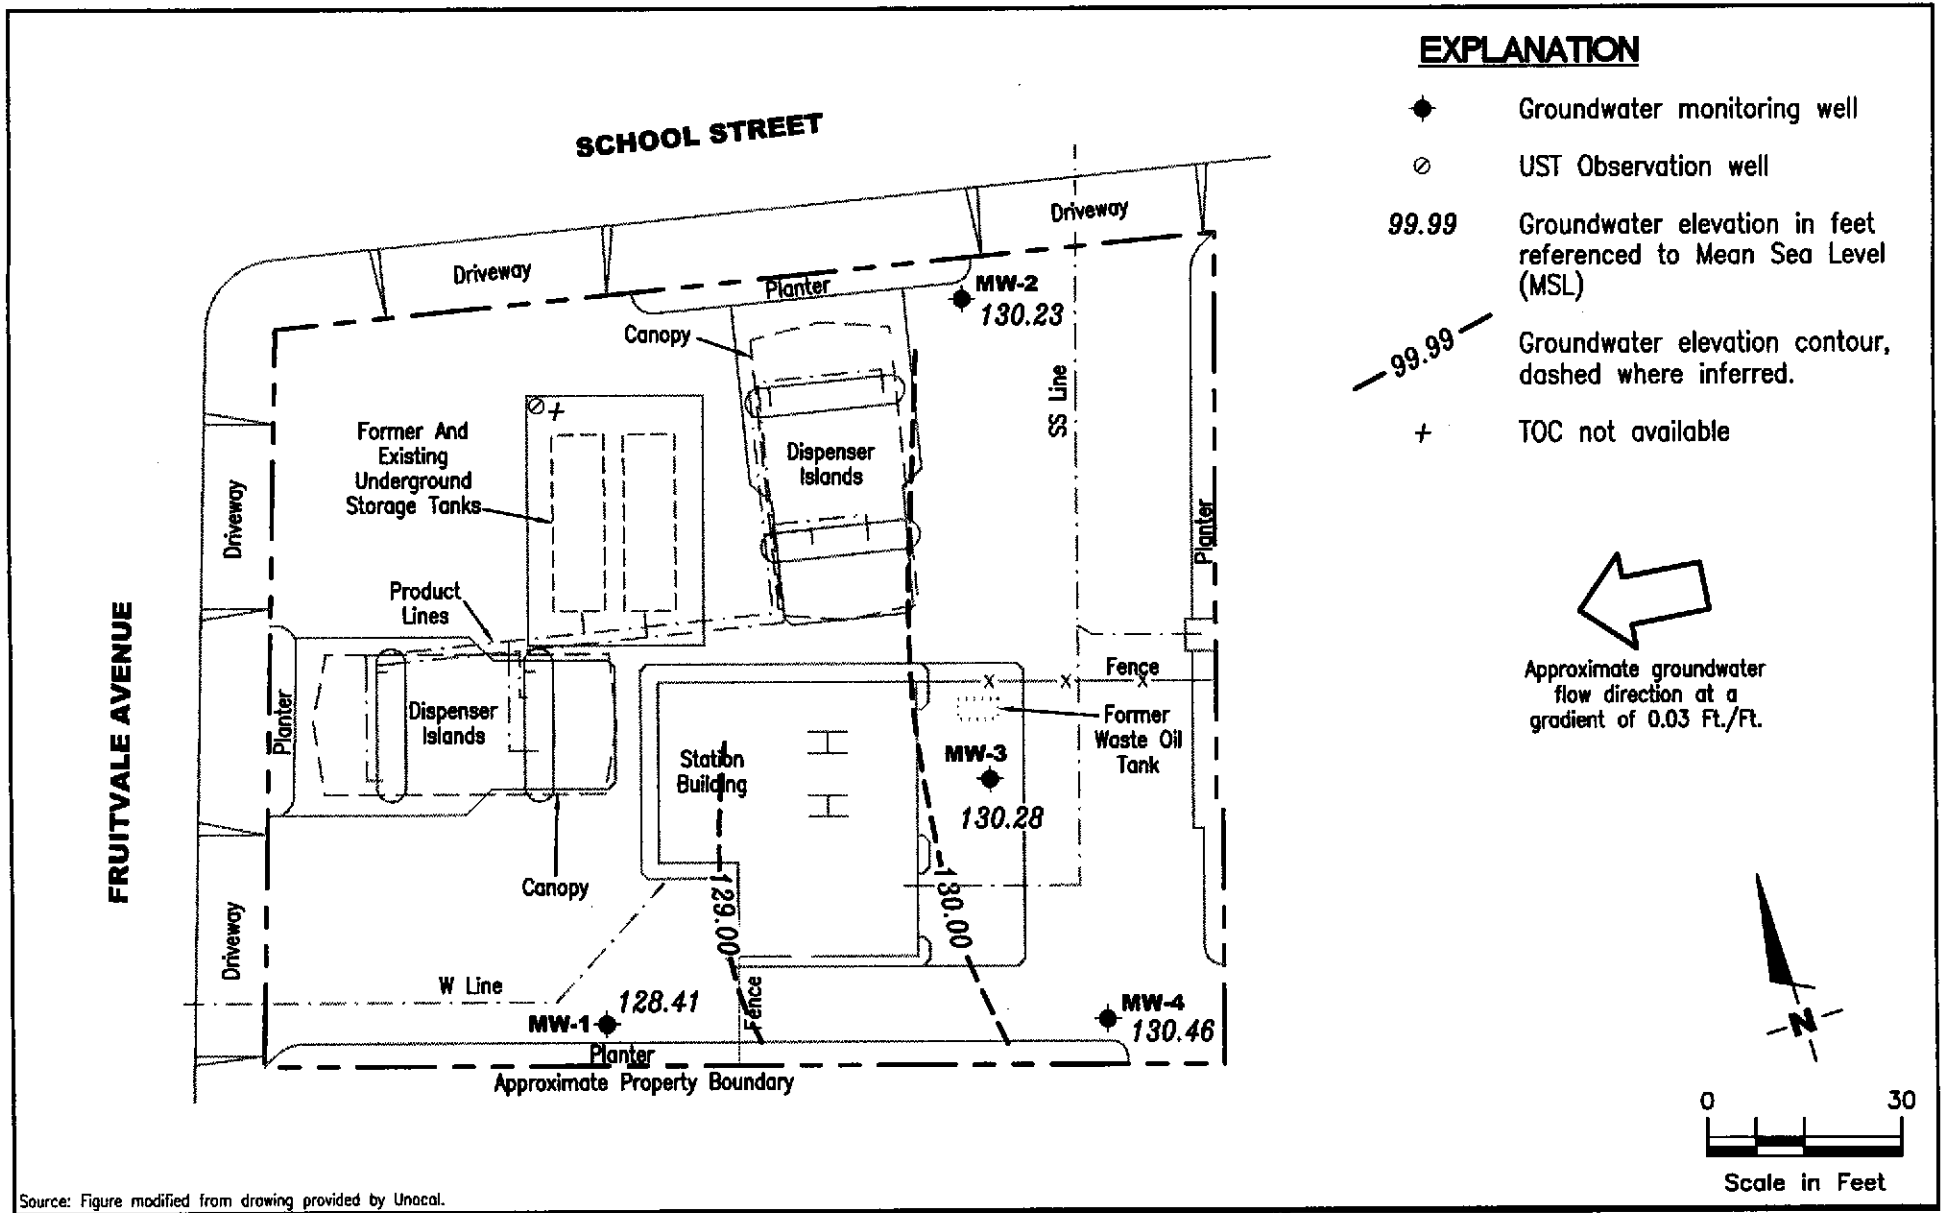 EXPLANATION
Groundwater monitoring well
UST Observation well
99.99
Groundwater elevation in feet
referenced to Mean Sea Level
(MSL)
99.99
Groundwater elevation contour,
dashed where inferred.
+
TOC not available
SCHOOL STREET
Driveway
Driveway
Planter
MW-2
130.23
Canopy
SS Line
+
Former And
Existing
Underground
Storage Tanks
Dispenser
Islands
Driveway
Planter
Product
Lines
FRUITVALE AVENUE
Planter
Dispenser
Islands
Fence
X X X
Former
Waste Oil
Tank
Station
Building
MW-3
130.28
Canopy
129.00
130.00
Driveway
W Line
128.41
MW-1
Fence
MW-4
130.46
Planter
Approximate Property Boundary
Approximate groundwater
flow direction at a
gradient of 0.03 Ft./Ft.
N
0 30
Scale in Feet
Source: Figure modified from drawing provided by Unocal.